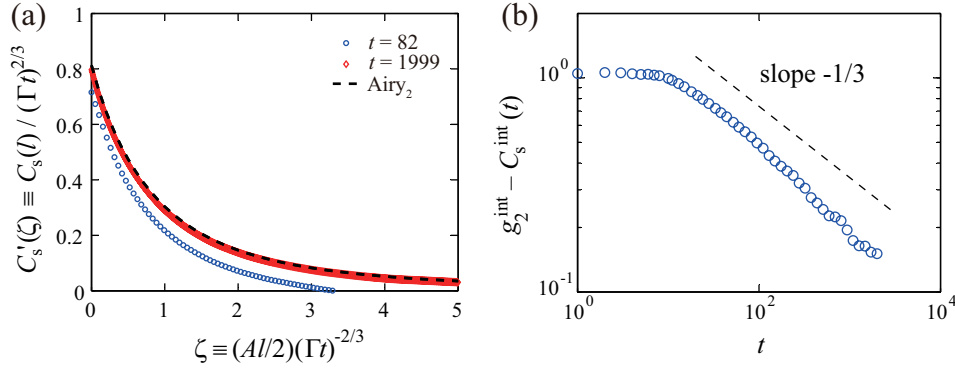 (a)
C_s'(ζ) ≡ C_s(l) / (Γt)^{2/3}
1
0.8
0.6
0.4
0.2
0
0 1 2 3 4 5
ζ ≡ (Al/2)(Γt)^{-2/3}
t = 82
t = 1999
Airy_2
(b)
g_2^{int} − C_s^{int}(t)
10^0
10^{-1}
slope -1/3
10^0 10^2 10^4
t